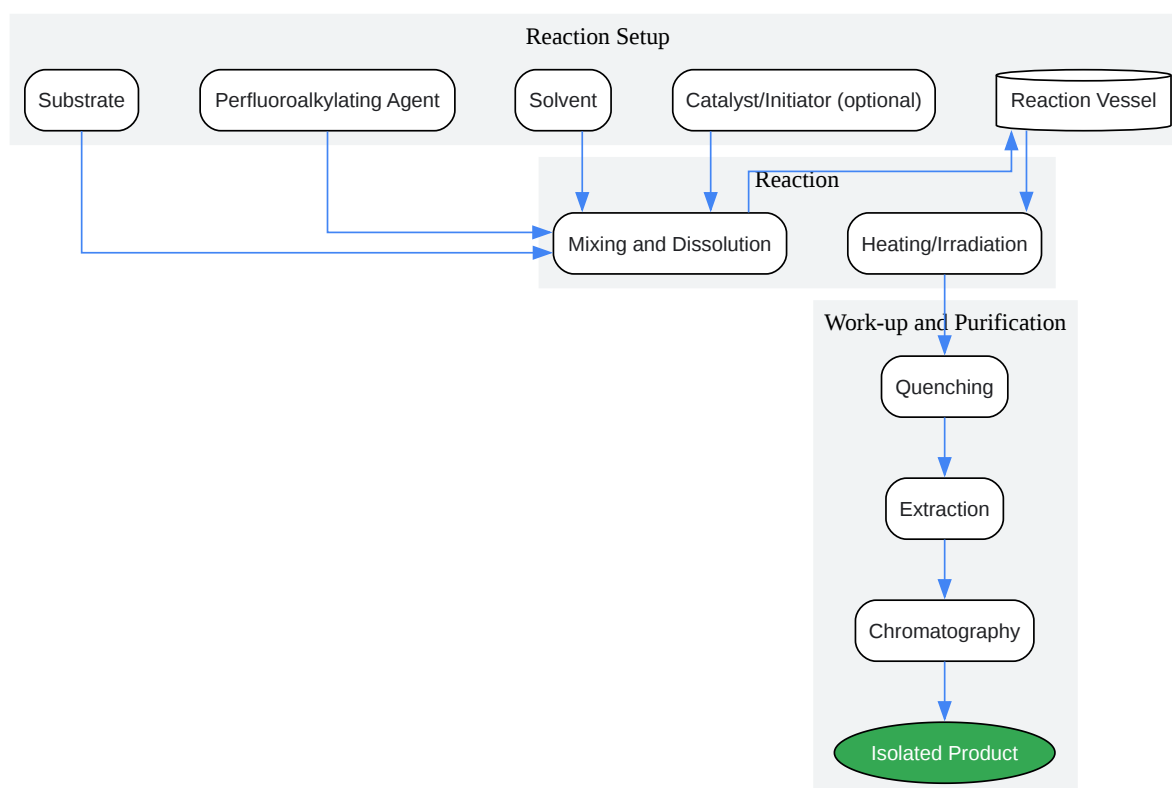 Reaction Setup
Substrate
Perfluoroalkylating Agent
Solvent
Catalyst/Initiator (optional)
Reaction Vessel
Reaction
Mixing and Dissolution
Heating/Irradiation
Work-up and Purification
Quenching
Extraction
Chromatography
Isolated Product